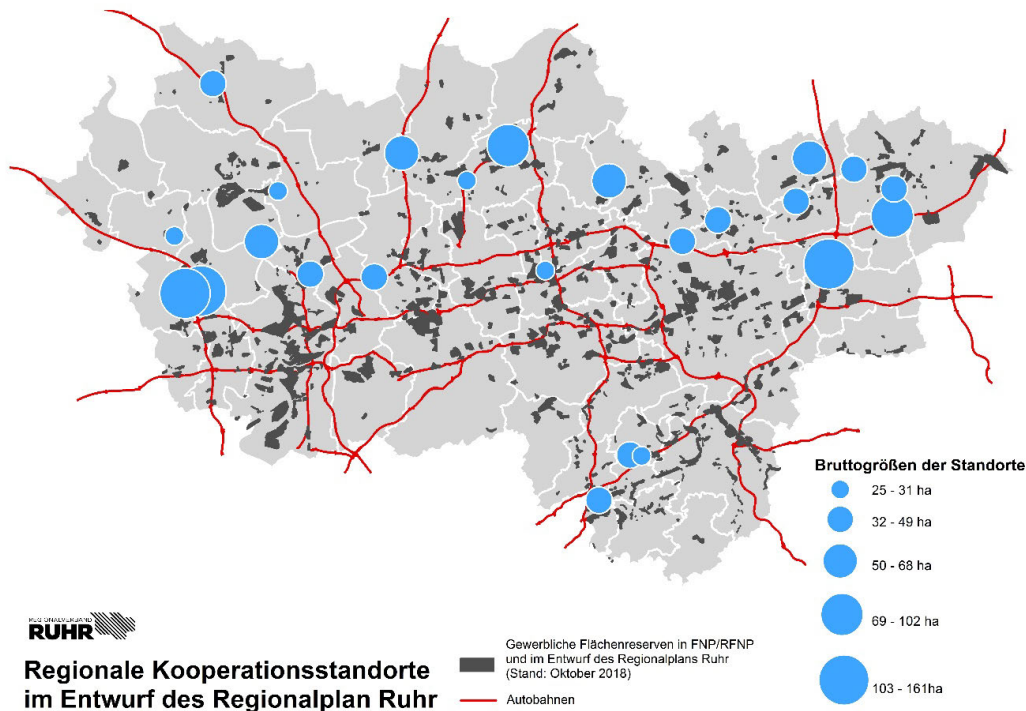 Bruttogrößen der Standorte
25 - 31 ha
32 - 49 ha
50 - 68 ha
69 - 102 ha
103 - 161ha
REGIONALVERBAND
RUHR
Regionale Kooperationsstandorte
im Entwurf des Regionalplan Ruhr
Gewerbliche Flächenreserven in FNP/RFNP
und im Entwurf des Regionalplans Ruhr
(Stand: Oktober 2018)
Autobahnen